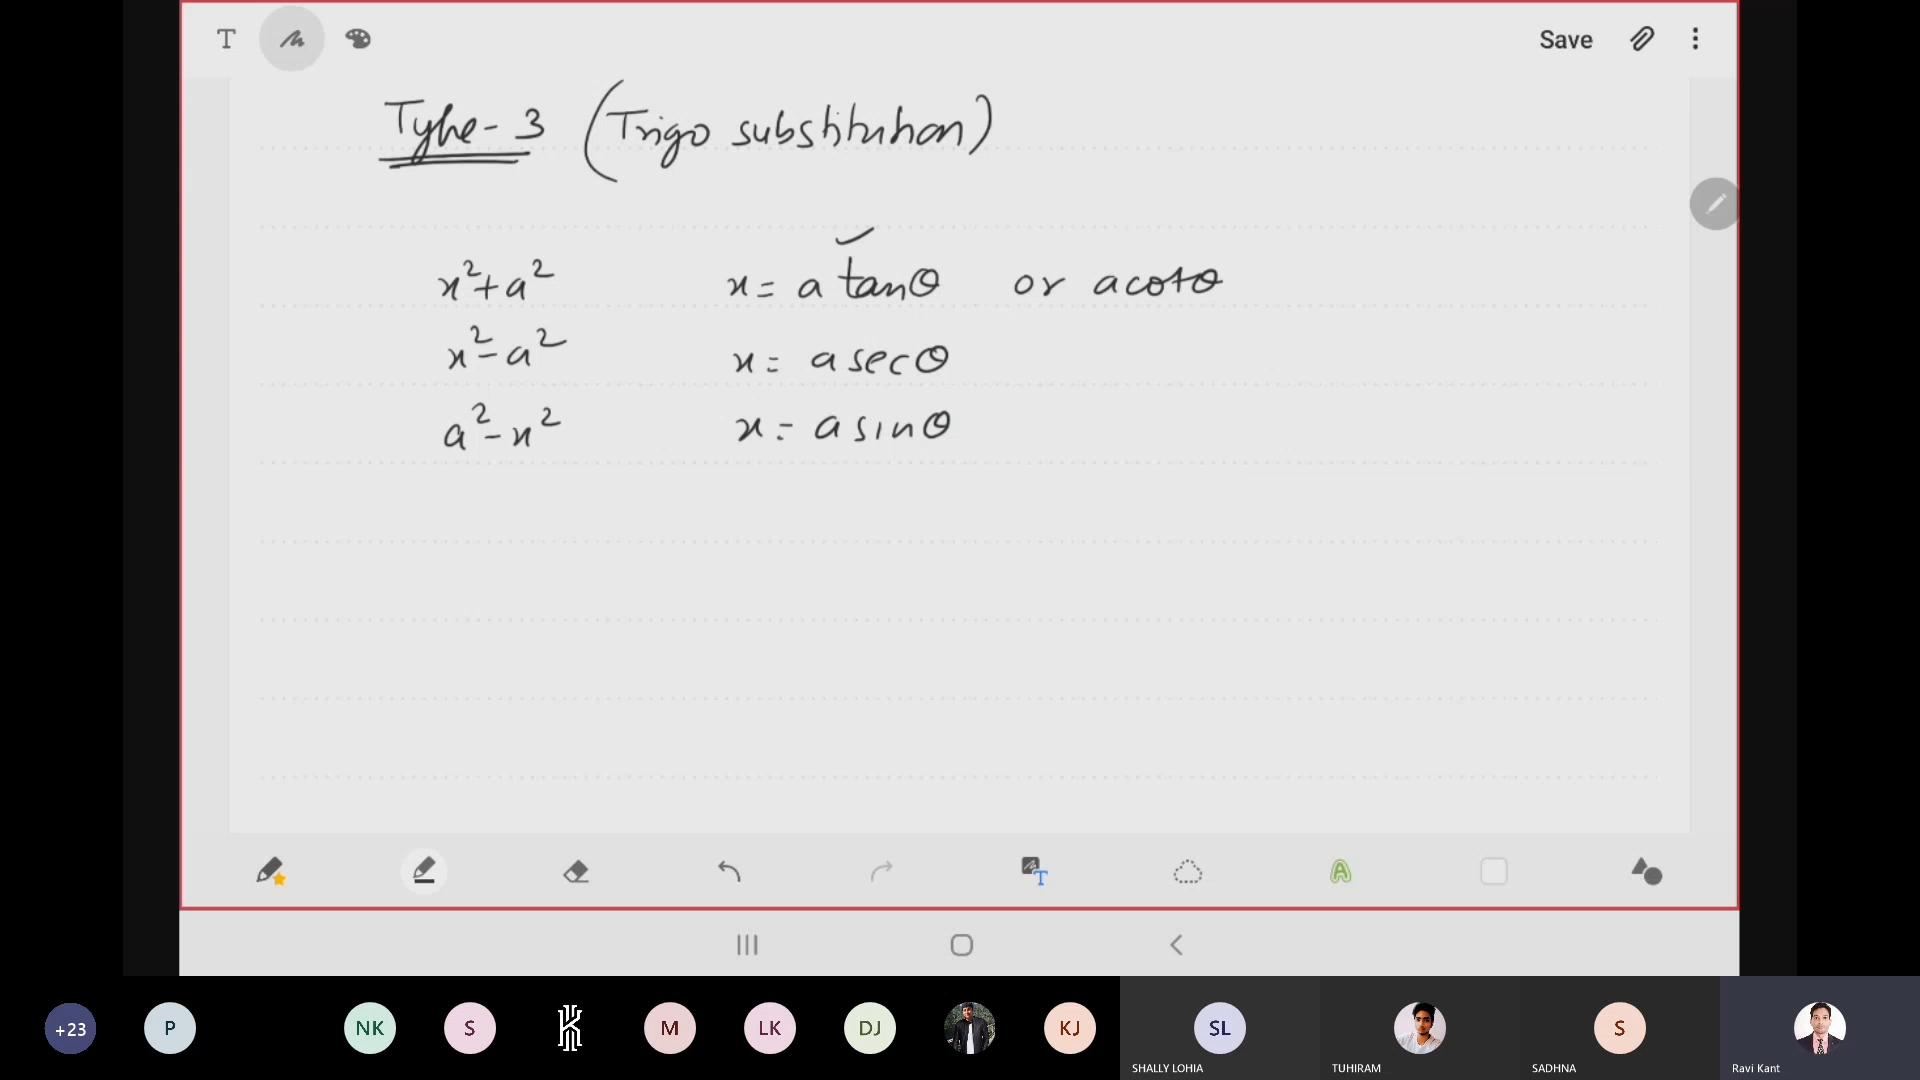 T Save
Type-3 (Trigo substitution)
x²+a² x= a tanθ or acotθ
x²-a² x= a secθ
a²-x² x= a sinθ
T A
+23 P NK S K M LK DJ KJ SL S
SHALLY LOHIA TUHIRAM SADHNA Ravi Kant